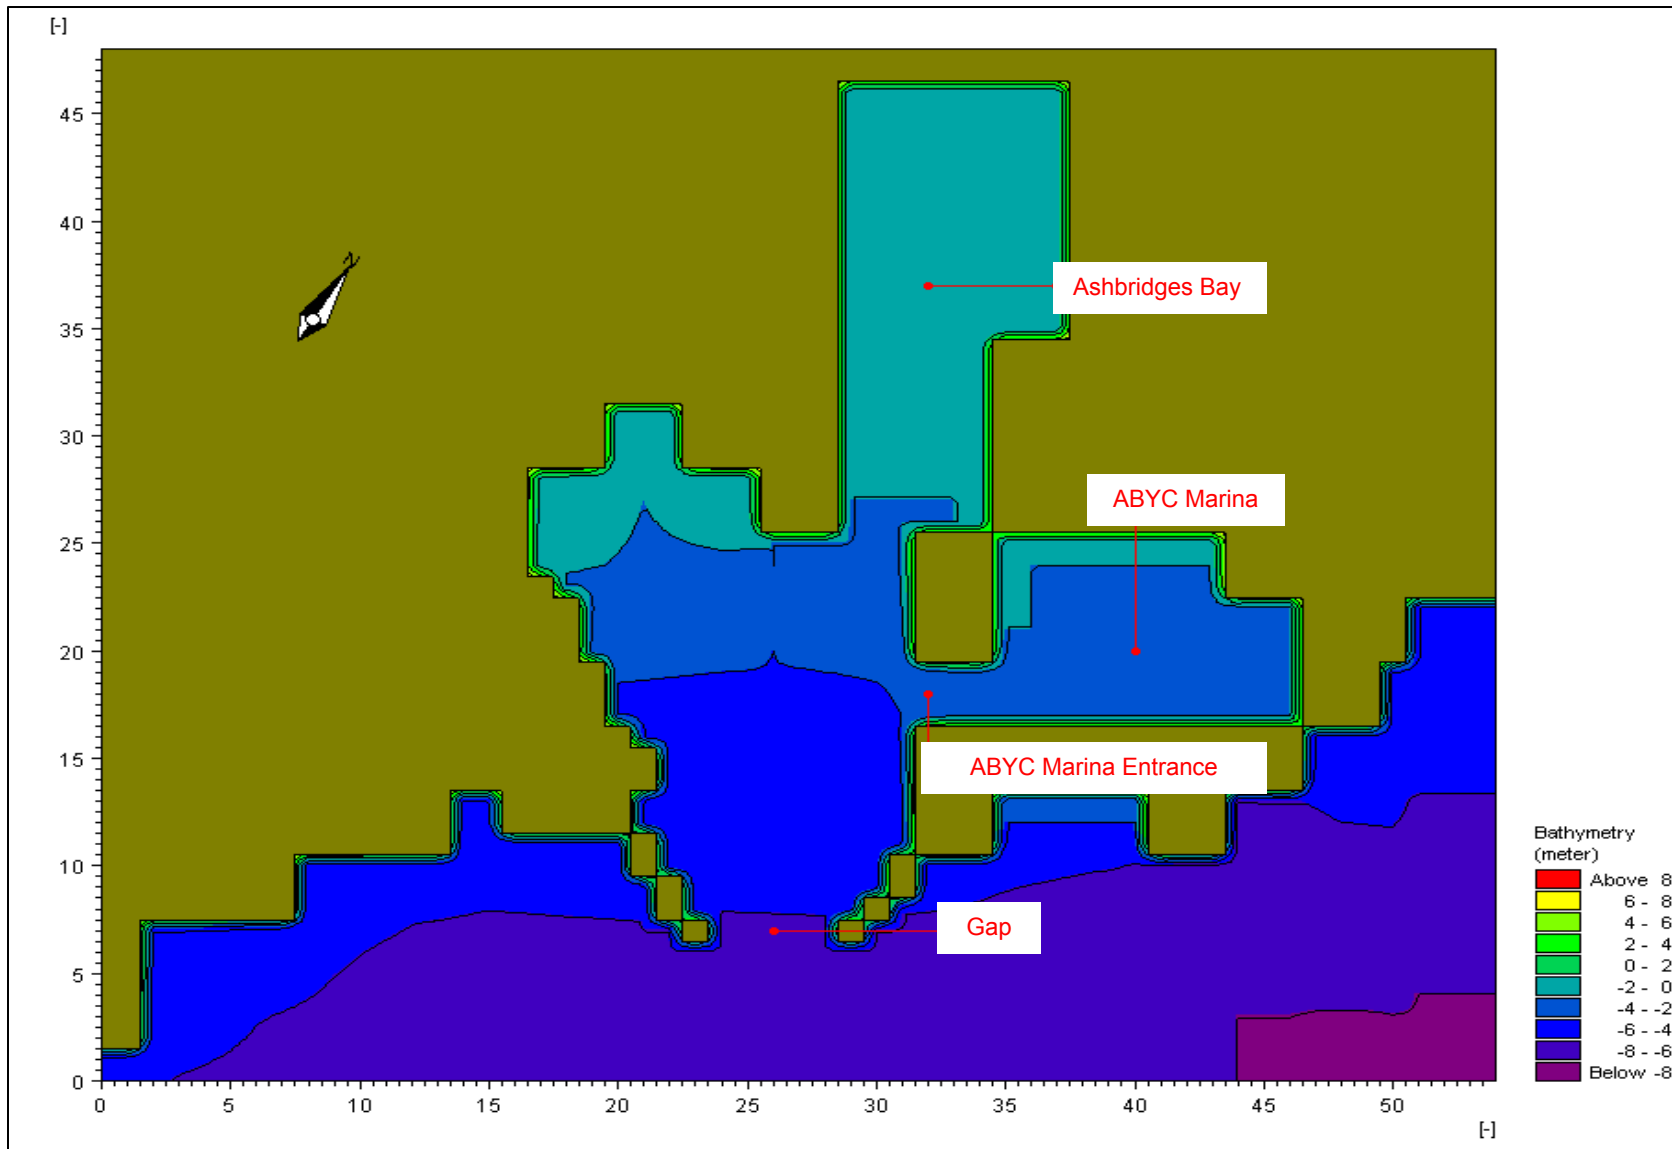 [-]
45
40
35
30
25
20
15
10
5
0
N
Ashbridges Bay
ABYC Marina
ABYC Marina Entrance
Gap
0 5 10 15 20 25 30 35 40 45 50
[-]
Bathymetry
(meter)
Above 8
6 - 8
4 - 6
2 - 4
0 - 2
-2 - 0
-4 - -2
-6 - -4
-8 - -6
Below -8